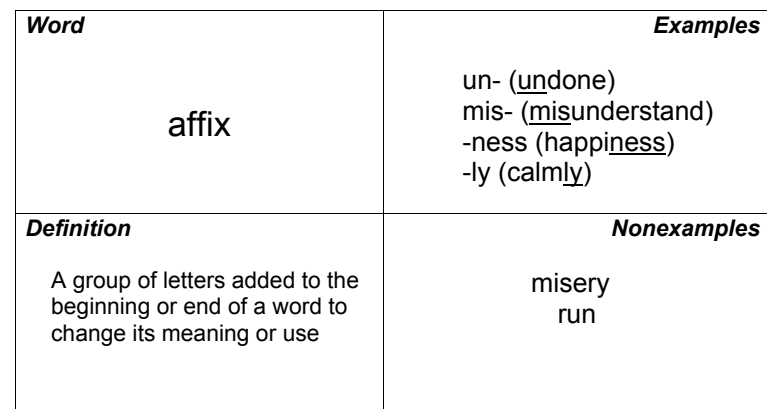 Word
affix
Examples
un- (undone)
mis- (misunderstand)
-ness (happiness)
-ly (calmly)
Definition
A group of letters added to the
beginning or end of a word to
change its meaning or use
Nonexamples
misery
run